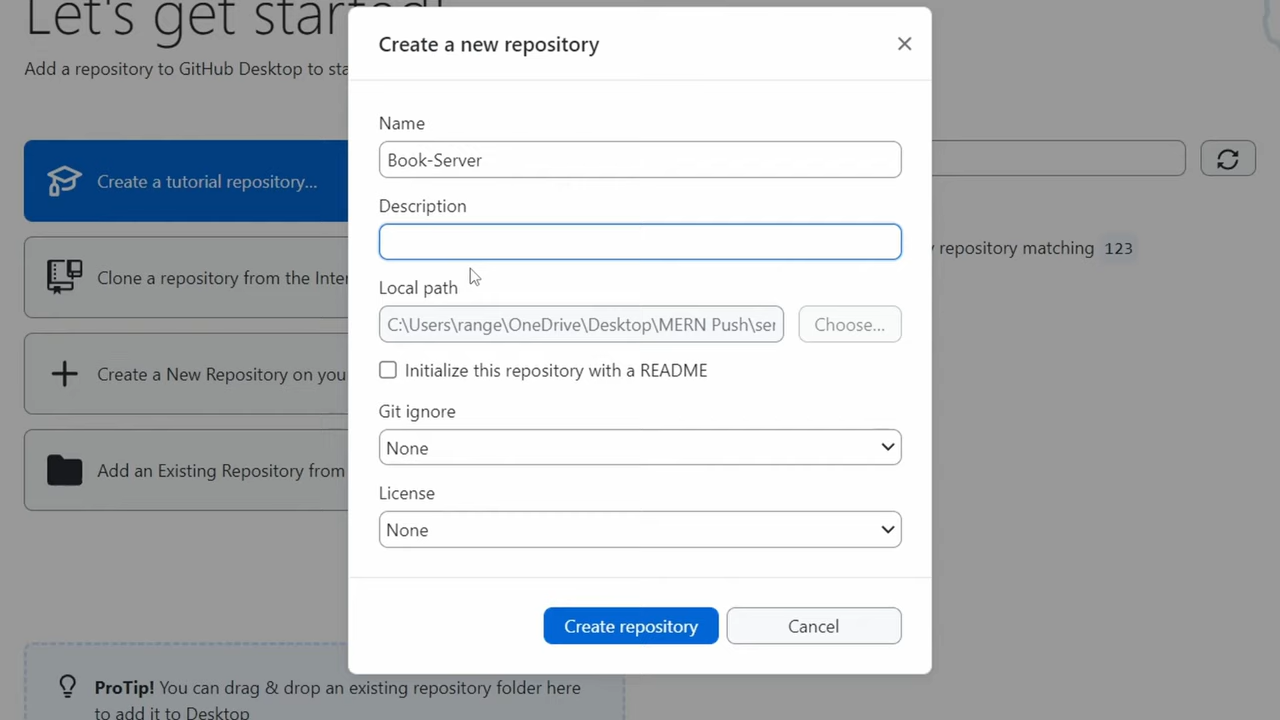 Let's get started!
Add a repository to GitHub Desktop to sta
Create a tutorial repository...
Clone a repository from the Inter
Create a New Repository on you
Add an Existing Repository from
ProTip! You can drag & drop an existing repository folder here
to add it to Desktop
Create a new repository
Name
Book-Server
Description
Local path
C:\Users\range\OneDrive\Desktop\MERN Push\ser
Choose...
Initialize this repository with a README
Git ignore
None
License
None
Create repository
Cancel
repository matching 123